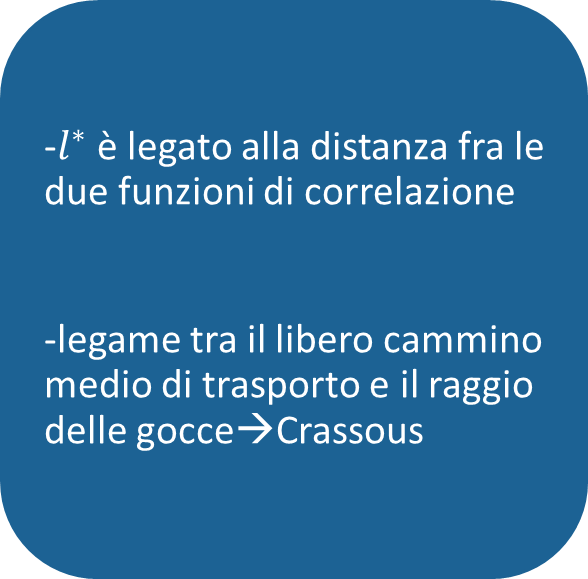 -l* è legato alla distanza fra le
due funzioni di correlazione
-legame tra il libero cammino
medio di trasporto e il raggio
delle gocce→Crassous